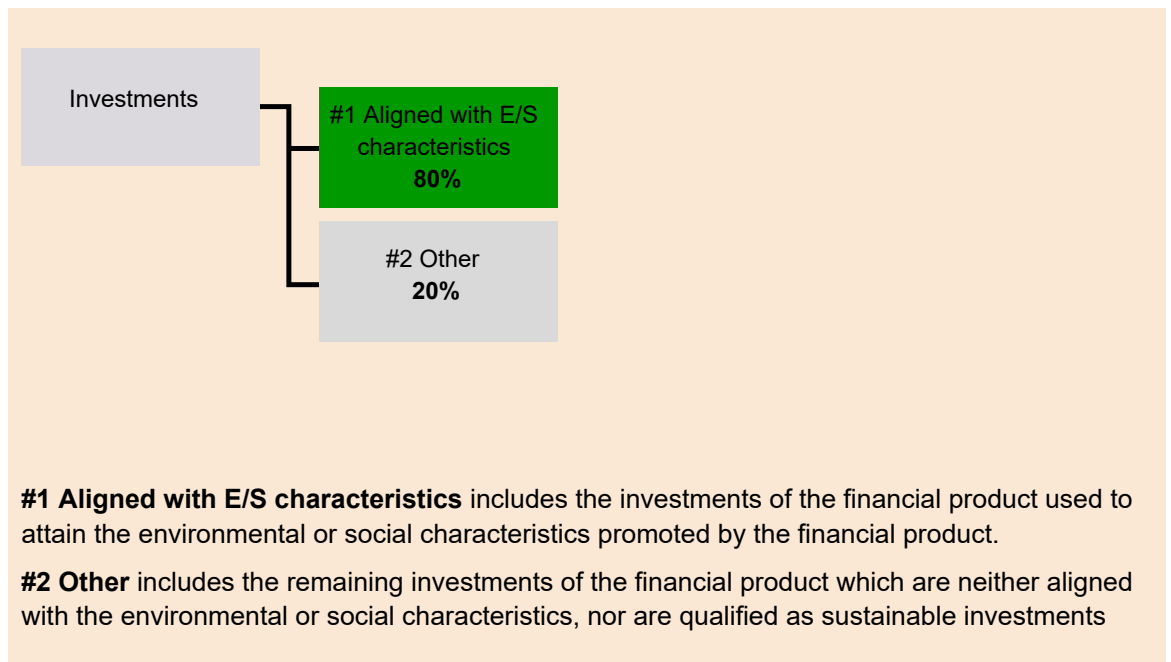 Investments
#1 Aligned with E/S
characteristics
80%
#2 Other
20%
#1 Aligned with E/S characteristics includes the investments of the financial product used to
attain the environmental or social characteristics promoted by the financial product.
#2 Other includes the remaining investments of the financial product which are neither aligned
with the environmental or social characteristics, nor are qualified as sustainable investments